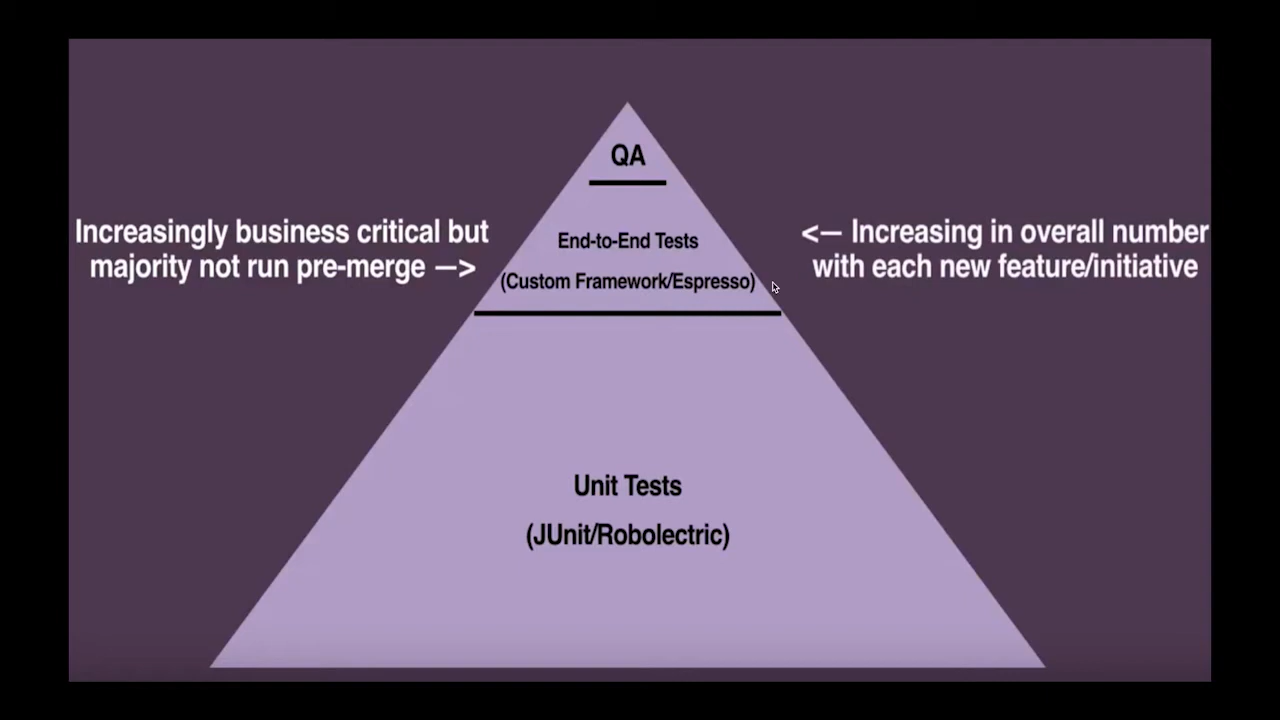 QA
Increasingly business critical but
majority not run pre-merge —>
End-to-End Tests
(Custom Framework/Espresso)
<— Increasing in overall number
with each new feature/initiative
Unit Tests
(JUnit/Robolectric)